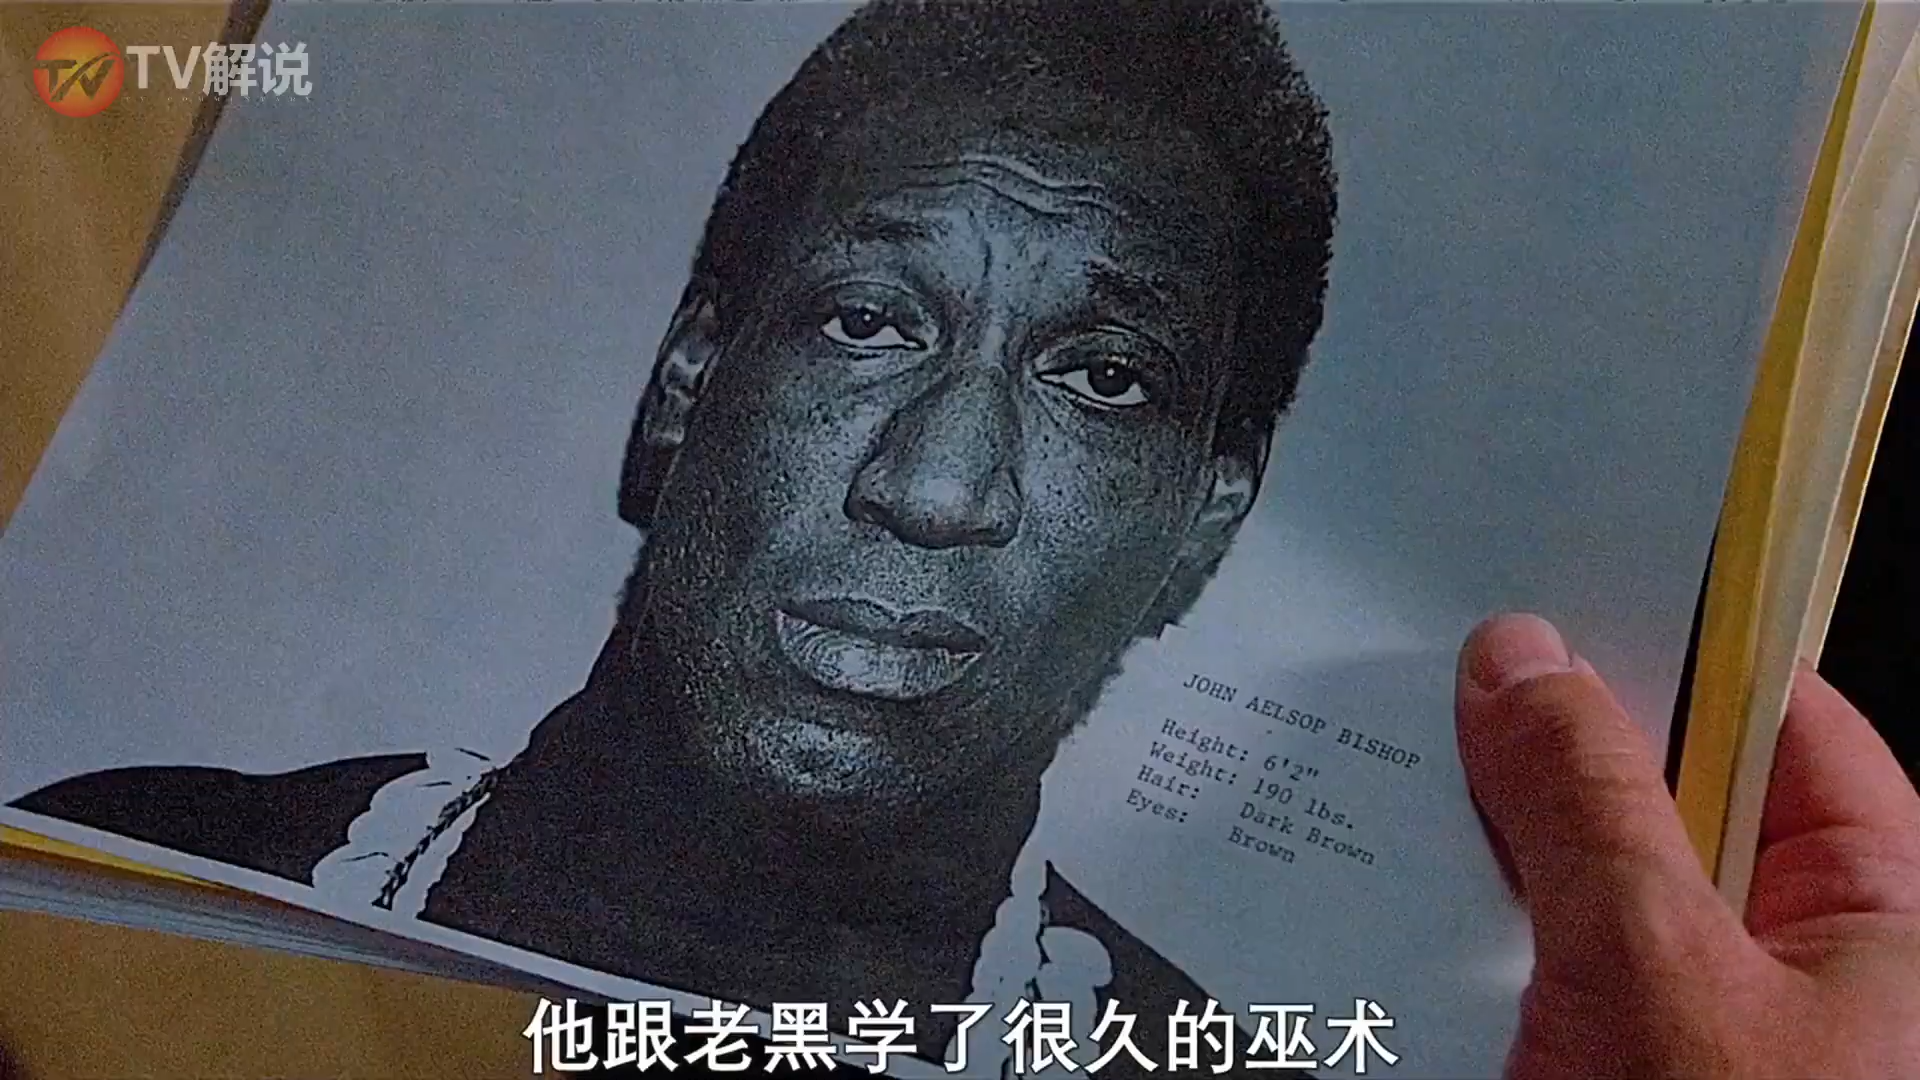 TV解说
JOHN AELSOP BISHOP
Height: 6'2"
Weight: 190 lbs.
Hair: Dark Brown
Eyes: Brown
他跟老黑学了很久的巫术